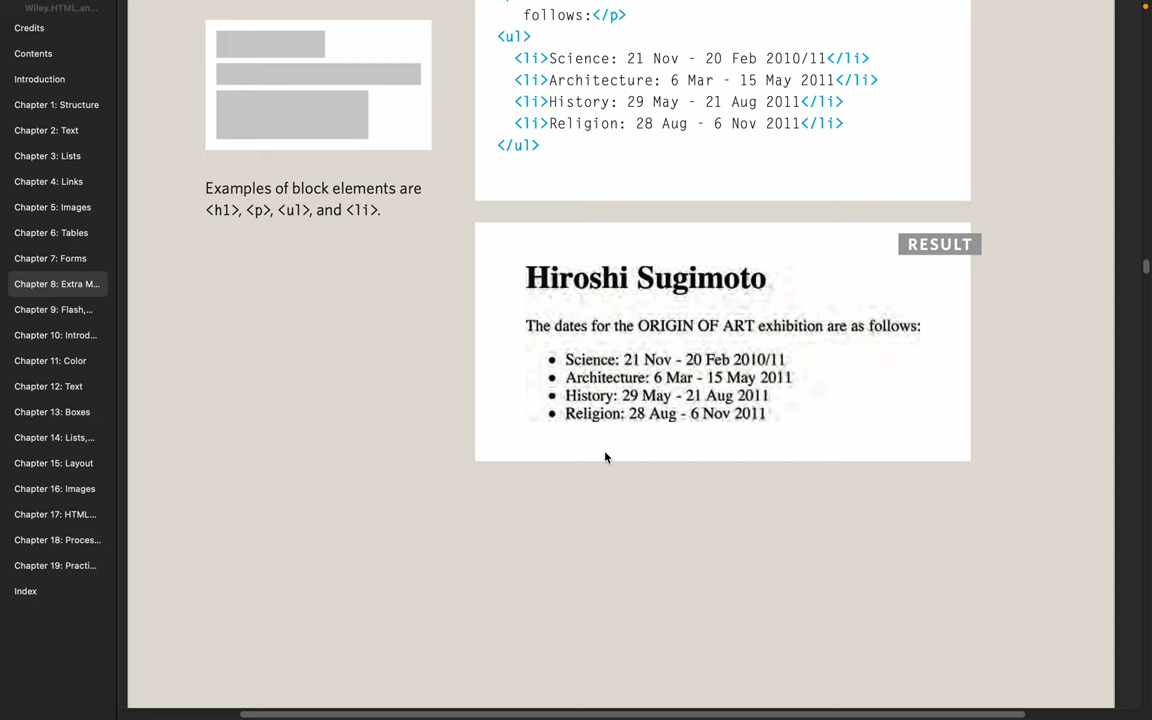 Wiley.HTML.an...
Credits
Contents
Introduction
Chapter 1: Structure
Chapter 2: Text
Chapter 3: Lists
Chapter 4: Links
Chapter 5: Images
Chapter 6: Tables
Chapter 7: Forms
Chapter 8: Extra M...
Chapter 9: Flash,...
Chapter 10: Introd...
Chapter 11: Color
Chapter 12: Text
Chapter 13: Boxes
Chapter 14: Lists,...
Chapter 15: Layout
Chapter 16: Images
Chapter 17: HTML...
Chapter 18: Proces...
Chapter 19: Practi...
Index
Examples of block elements are
<h1>, <p>, <ul>, and <li>.
follows:</p>
<ul>
<li>Science: 21 Nov - 20 Feb 2010/11</li>
<li>Architecture: 6 Mar - 15 May 2011</li>
<li>History: 29 May - 21 Aug 2011</li>
<li>Religion: 28 Aug - 6 Nov 2011</li>
</ul>
RESULT
Hiroshi Sugimoto
The dates for the ORIGIN OF ART exhibition are as follows:
• Science: 21 Nov - 20 Feb 2010/11
• Architecture: 6 Mar - 15 May 2011
• History: 29 May - 21 Aug 2011
• Religion: 28 Aug - 6 Nov 2011